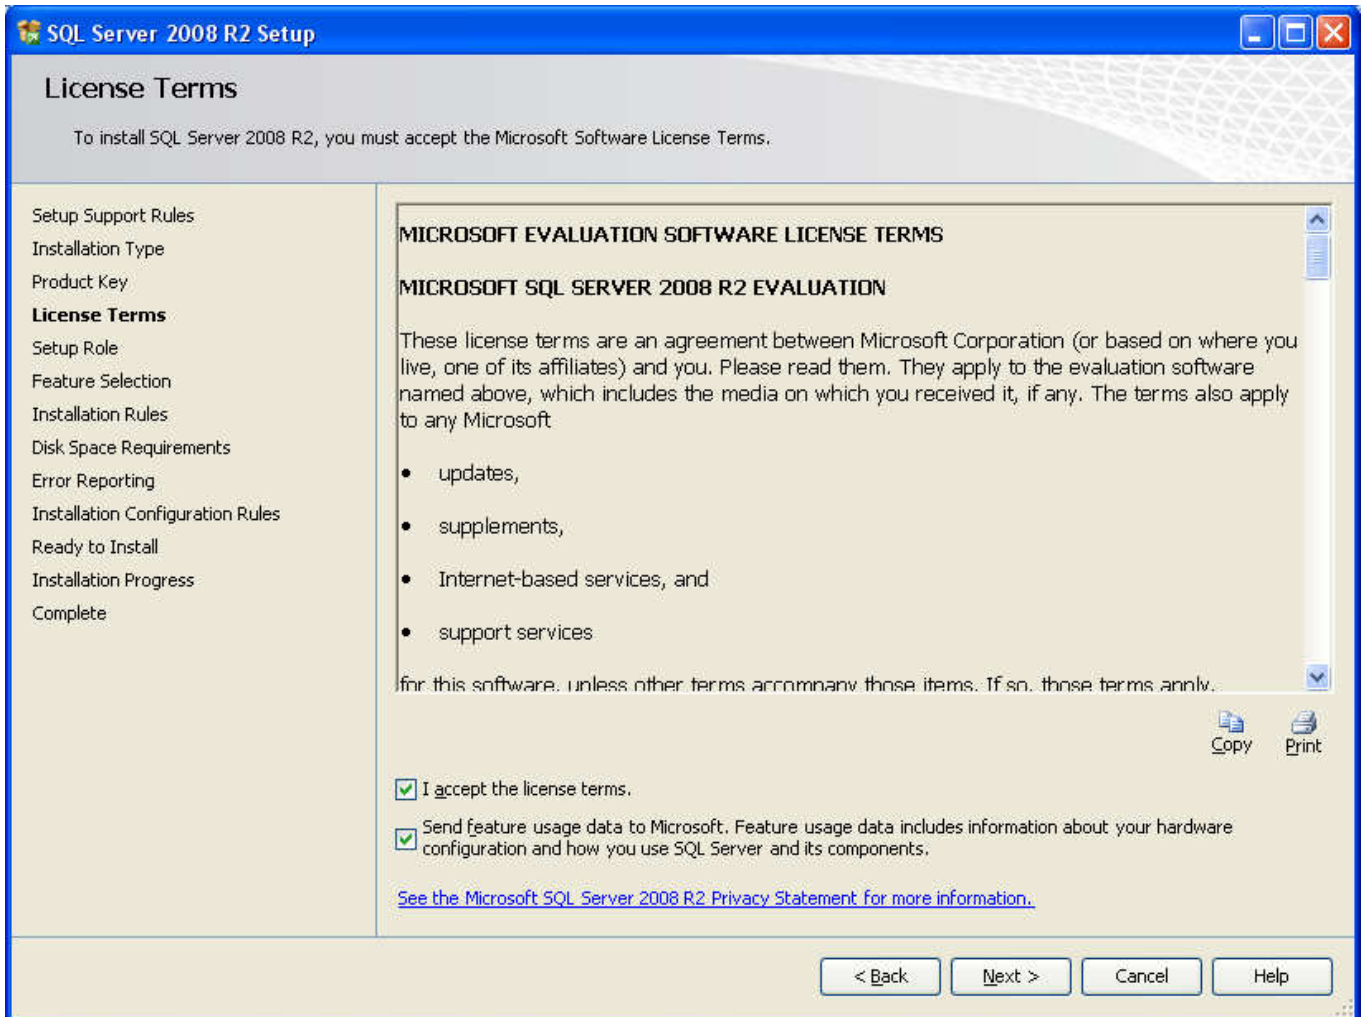 SQL Server 2008 R2 Setup
License Terms
To install SQL Server 2008 R2, you must accept the Microsoft Software License Terms.
Setup Support Rules
Installation Type
Product Key
License Terms
Setup Role
Feature Selection
Installation Rules
Disk Space Requirements
Error Reporting
Installation Configuration Rules
Ready to Install
Installation Progress
Complete
MICROSOFT EVALUATION SOFTWARE LICENSE TERMS
MICROSOFT SQL SERVER 2008 R2 EVALUATION
These license terms are an agreement between Microsoft Corporation (or based on where you
live, one of its affiliates) and you. Please read them. They apply to the evaluation software
named above, which includes the media on which you received it, if any. The terms also apply
to any Microsoft
• updates,
• supplements,
• Internet-based services, and
• support services
for this software, unless other terms accompany those items. If so, those terms apply.
Copy
Print
I accept the license terms.
Send feature usage data to Microsoft. Feature usage data includes information about your hardware
configuration and how you use SQL Server and its components.
See the Microsoft SQL Server 2008 R2 Privacy Statement for more information.
< Back
Next >
Cancel
Help